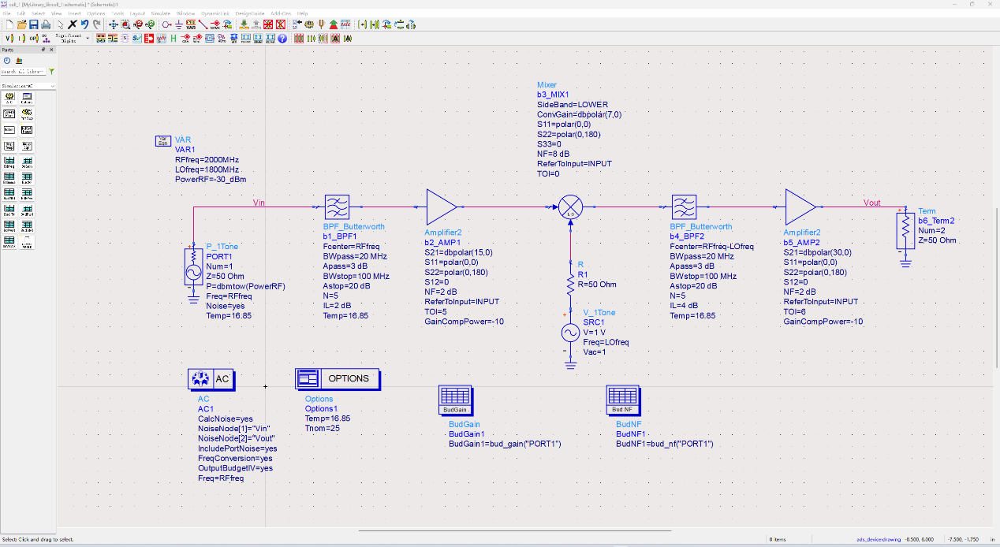 cell_1 [MyLibrary_lib:cell_1:schematic] * (Schematic):1
File Edit Select View Insert Options Tools Layout Simulate Window DynamicLink DesignGuide Add-Ons Help
Significant
Digits
Parts
Search all librar
Simulation-AC
Mixer
b3_MIX1
SideBand=LOWER
ConvGain=dbpolar(7,0)
S11=polar(0,0)
S22=polar(0,180)
S33=0
NF=8 dB
ReferToInput=INPUT
TOI=0
Var
Eqn
VAR
VAR1
RFfreq=2000MHz
LOfreq=1800MHz
PowerRF=-30_dBm
Vin
Vout
LO
P_1Tone
PORT1
Num=1
Z=50 Ohm
P=dbmtow(PowerRF)
Freq=RFfreq
Noise=yes
Temp=16.85
BPF_Butterworth
b1_BPF1
Fcenter=RFfreq
BWpass=20 MHz
Apass=3 dB
BWstop=100 MHz
Astop=20 dB
N=5
IL=2 dB
Temp=16.85
Amplifier2
b2_AMP1
S21=dbpolar(15,0)
S11=polar(0,0)
S22=polar(0,180)
S12=0
NF=2 dB
ReferToInput=INPUT
TOI=5
GainCompPower=-10
R
R1
R=50 Ohm
V_1Tone
SRC1
V=1 V
Freq=LOfreq
Vac=1
BPF_Butterworth
b4_BPF2
Fcenter=RFfreq-LOfreq
BWpass=20 MHz
Apass=3 dB
BWstop=100 MHz
Astop=20 dB
N=5
IL=4 dB
Temp=16.85
Amplifier2
b5_AMP2
S21=dbpolar(30,0)
S11=polar(0,0)
S22=polar(0,180)
S12=0
NF=2 dB
ReferToInput=INPUT
TOI=6
GainCompPower=-10
Term
b6_Term2
Num=2
Z=50 Ohm
AC
AC
AC1
CalcNoise=yes
NoiseNode[1]="Vin"
NoiseNode[2]="Vout"
IncludePortNoise=yes
FreqConversion=yes
OutputBudgetIV=yes
Freq=RFfreq
OPTIONS
Options
Options1
Temp=16.85
Tnom=25
BudGain
BudGain
BudGain1
BudGain1=bud_gain("PORT1")
Bud NF
BudNF
BudNF1
BudNF1=bud_nf("PORT1")
Select: Click and drag to select.
0 items
ads_device:drawing
-0.500, 6.000
-7.500, -1.750
in